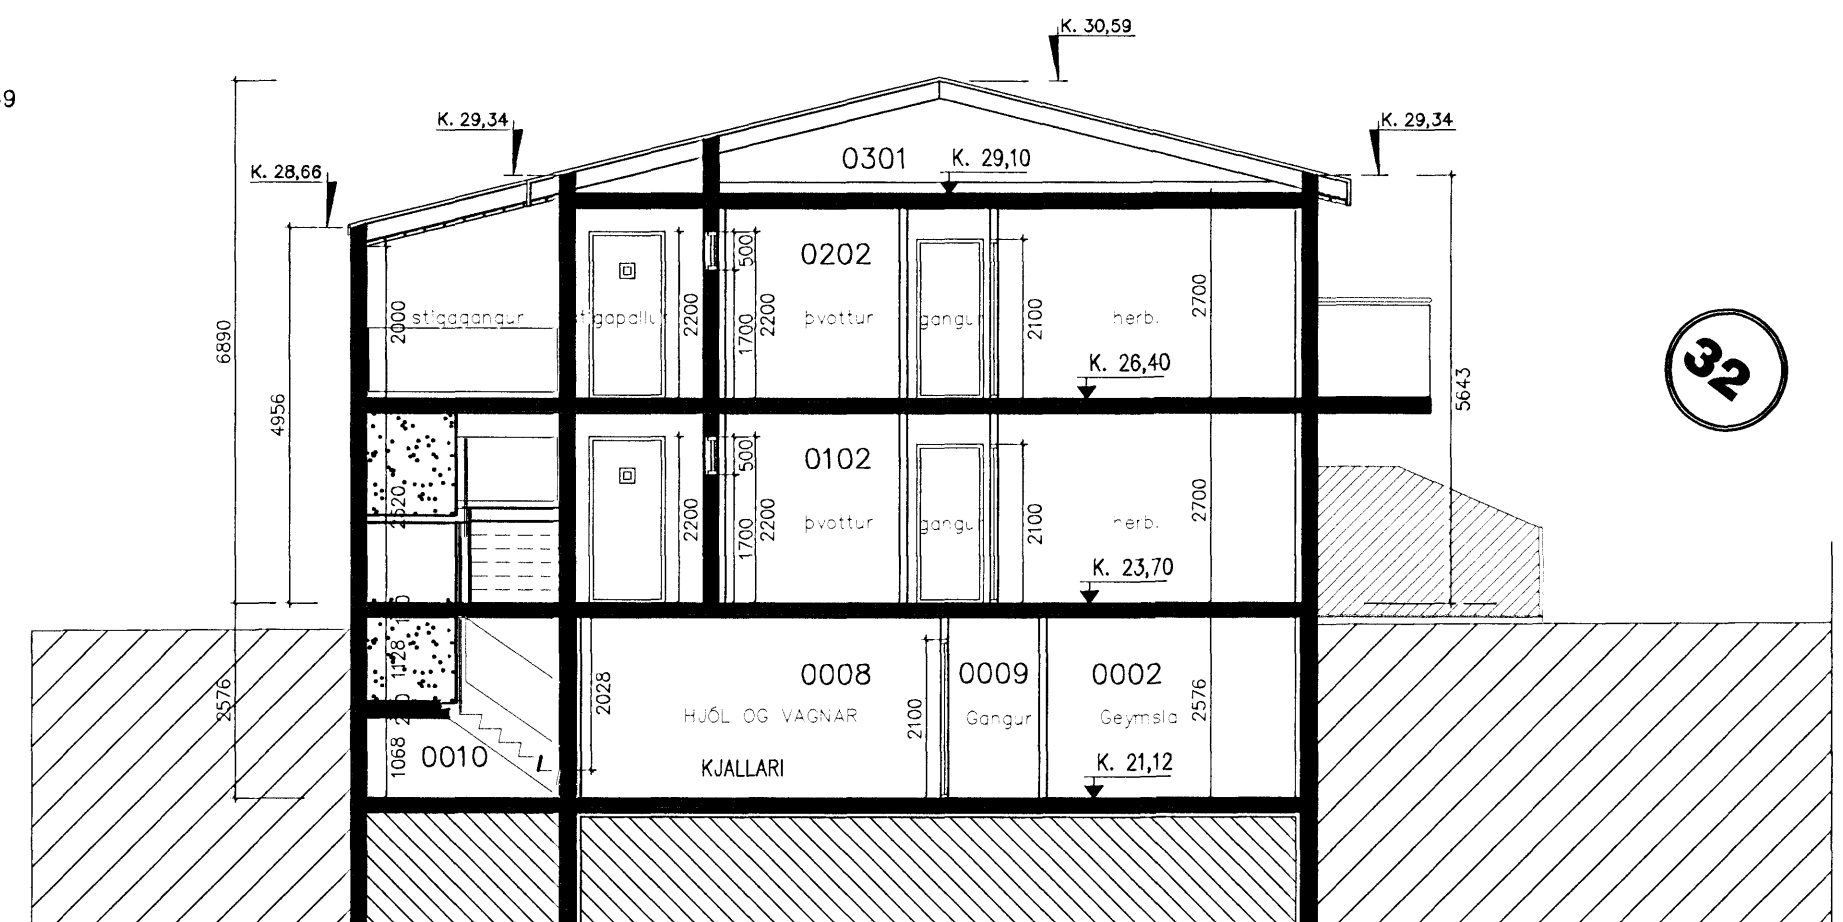 K. 30,59
K. 29,34
K. 29,34
0301
K. 29,10
K. 28,66
0202
500
2200
1700
2200
2100
2700
2000
stigagangur
þvottur
gangur
herb.
K. 26,40
6890
4956
5643
32
0102
500
2200
1700
2200
2100
2700
2520
þvottur
gangur
herb.
K. 23,70
1128
2576
2028
0008
0009
0002
HJÓL OG VAGNAR
Gangur
Geymsla
2100
2576
1068
0010
KJALLARI
K. 21,12